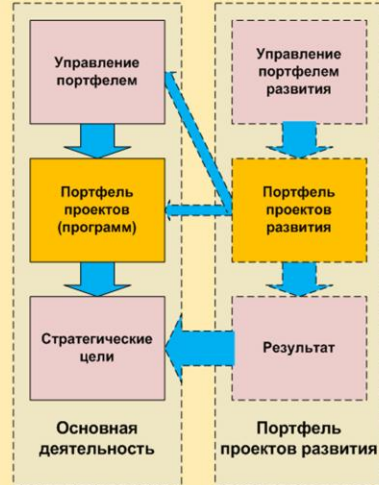 Управление
портфелем
Портфель
проектов
(программ)
Стратегические
цели
Основная
деятельность
Управление
портфелем
развития
Портфель
проектов
развития
Результат
Портфель
проектов развития